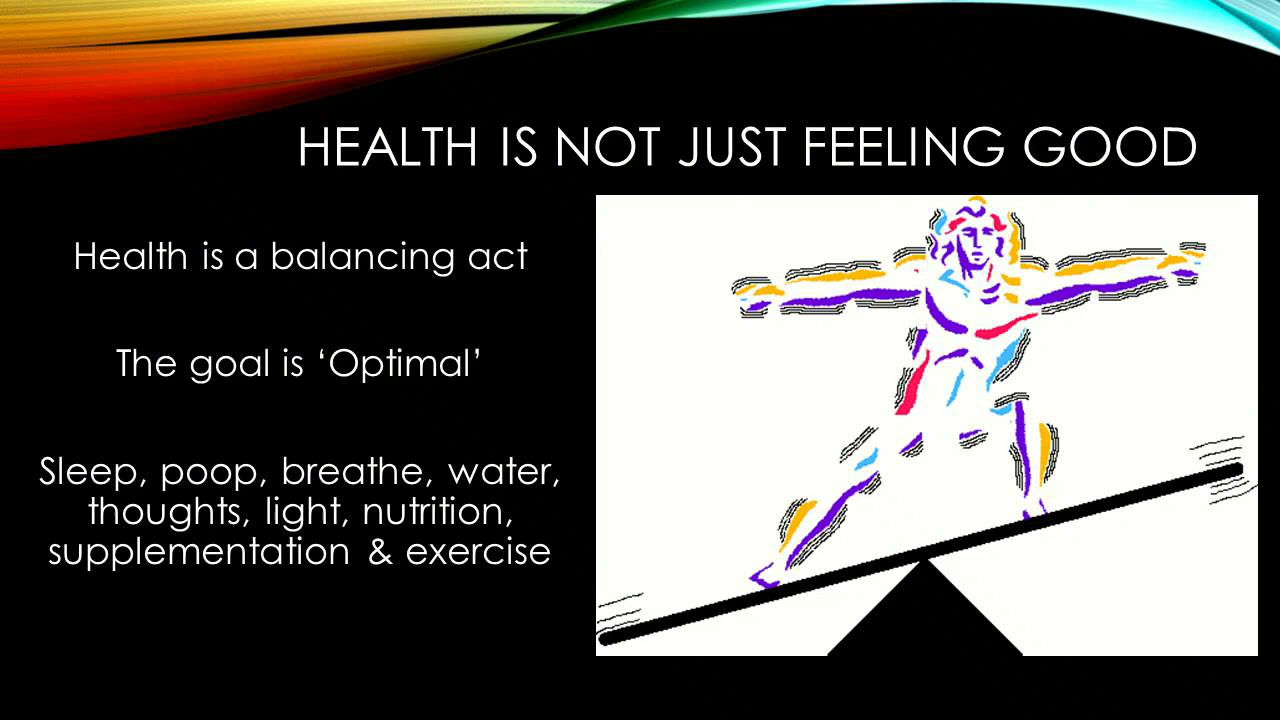 HEALTH IS NOT JUST FEELING GOOD
Health is a balancing act
The goal is ‘Optimal’
Sleep, poop, breathe, water,
thoughts, light, nutrition,
supplementation & exercise